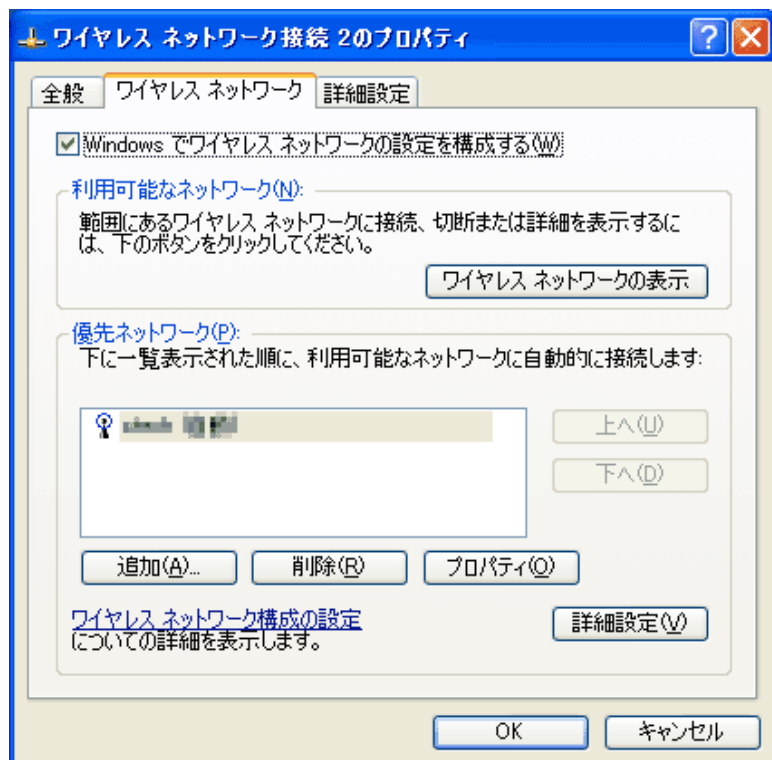 ワイヤレス ネットワーク接続 2のプロパティ
全般 ワイヤレス ネットワーク 詳細設定
Windows でワイヤレス ネットワークの設定を構成する(W)
利用可能なネットワーク(N):
範囲にあるワイヤレス ネットワークに接続、切断または詳細を表示するに
は、下のボタンをクリックしてください。
ワイヤレス ネットワークの表示
優先ネットワーク(P):
下に一覧表示された順に、利用可能なネットワークに自動的に接続します:
上へ(U)
下へ(D)
追加(A)... 削除(R) プロパティ(O)
ワイヤレス ネットワーク構成の設定
についての詳細を表示します。
詳細設定(V)
OK キャンセル